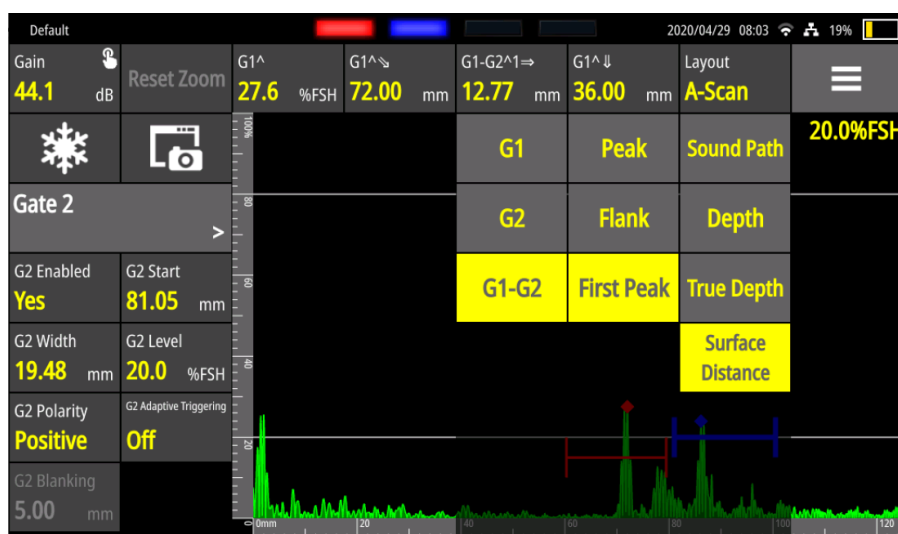 Default
2020/04/29 08:03 19%
Gain
44.1 dB
Reset Zoom
G1^
27.6 %FSH
G1^⇘
72.00 mm
G1-G2^1⇒
12.77 mm
G1^⇓
36.00 mm
Layout
A-Scan
20.0%FSH
G1 Peak Sound Path
G2 Flank Depth
G1-G2 First Peak True Depth
Surface
Distance
Gate 2
>
G2 Enabled
Yes
G2 Start
81.05 mm
G2 Width
19.48 mm
G2 Level
20.0 %FSH
G2 Polarity
Positive
G2 Adaptive Triggering
Off
G2 Blanking
5.00 mm
100%
80
60
40
20
0
0mm 20 40 60 80 100 120